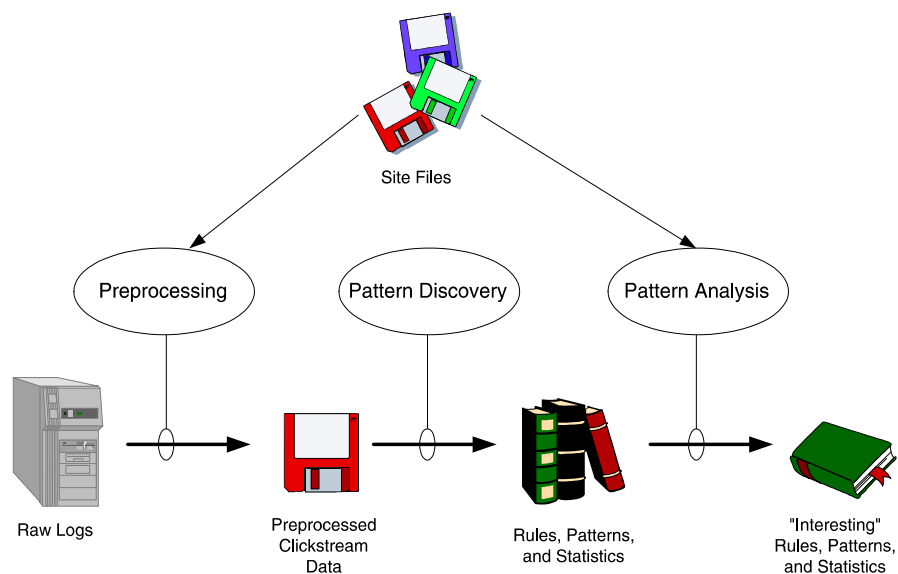 Site Files
Preprocessing
Pattern Discovery
Pattern Analysis
Raw Logs
Preprocessed
Clickstream
Data
Rules, Patterns,
and Statistics
"Interesting"
Rules, Patterns,
and Statistics